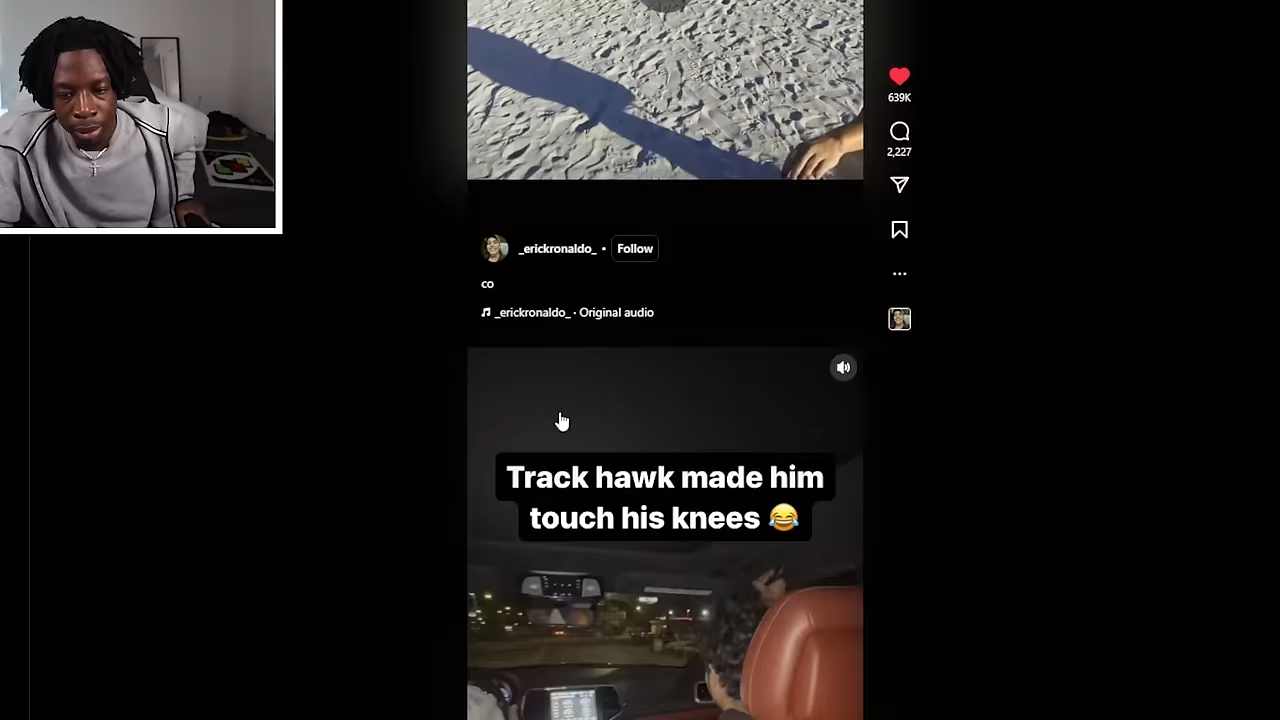 639K
2,227
_erickronaldo_ • Follow
co
_erickronaldo_ • Original audio
Track hawk made him
touch his knees 😂